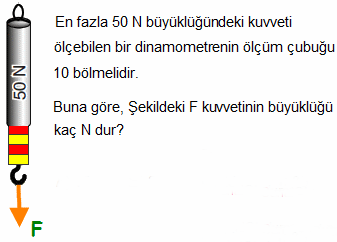 En fazla 50 N büyüklüğündeki kuvveti
ölçebilen bir dinamometrenin ölçüm çubuğu
10 bölmelidir.
Buna göre, Şekildeki F kuvvetinin büyüklüğü
kaç N dur?
50 N
F